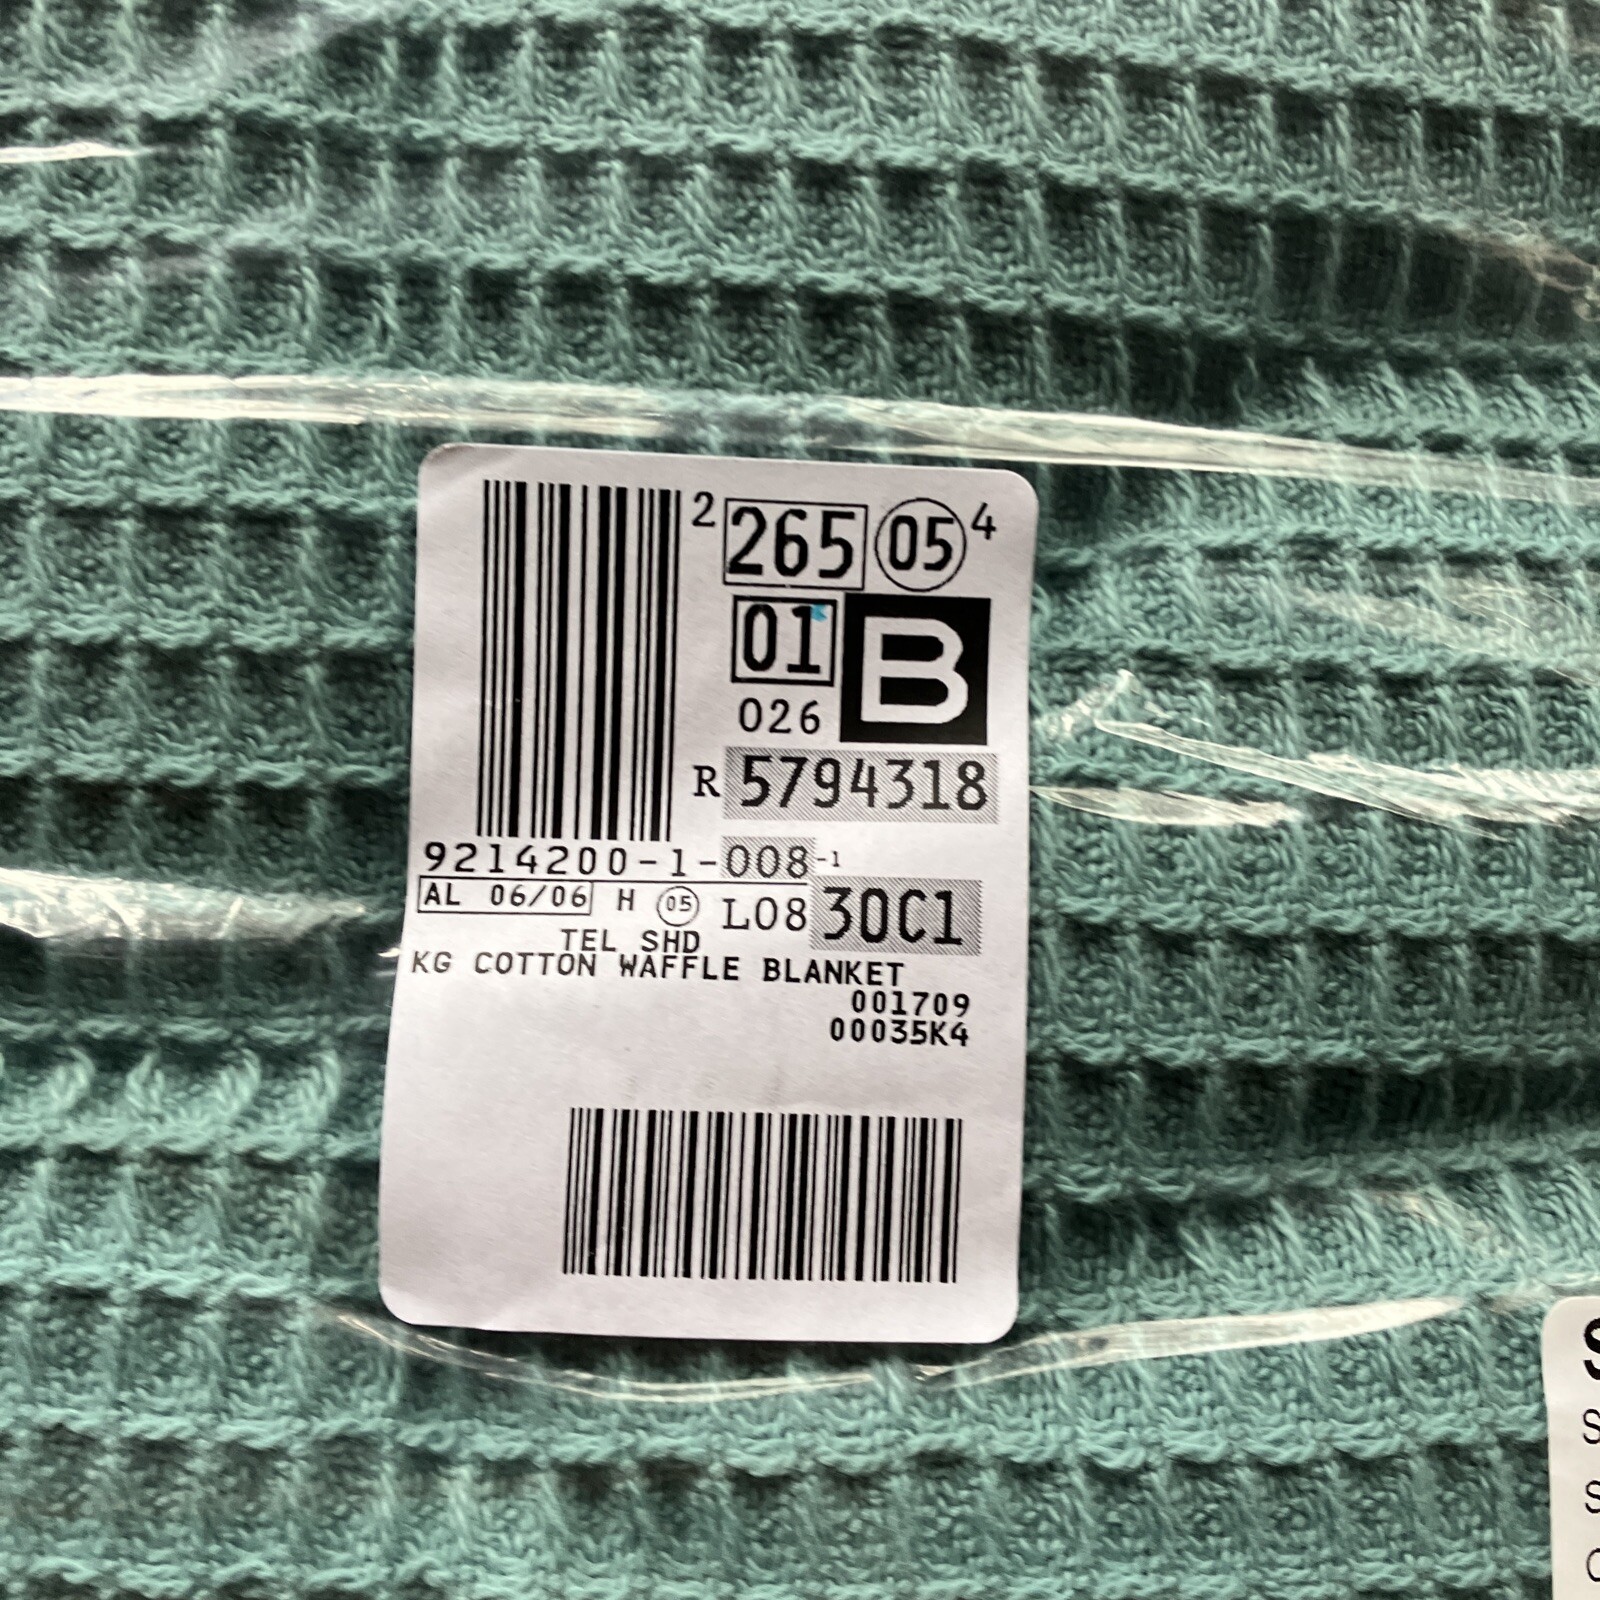 2 265 05 4
01 B
026
R 5794318
9214200-1-008-1
AL 06/06 H 05 L08 30C1
TEL SHD
KG COTTON WAFFLE BLANKET
001709
00035K4
S
S
S